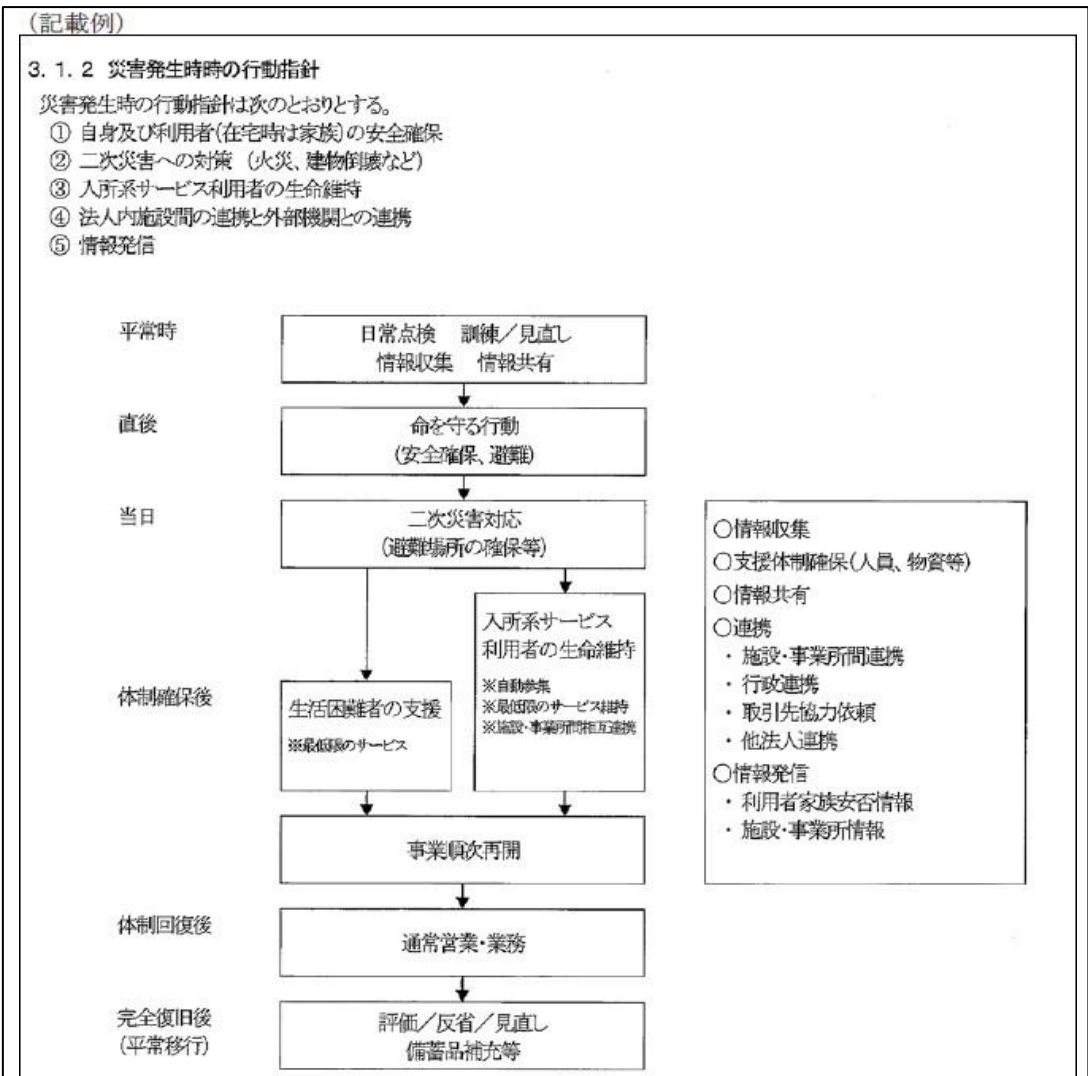 (記載例)
3. 1. 2 災害発生時時の行動指針
災害発生時の行動指針は次のとおりとする。
① 自身及び利用者(在宅時は家族)の安全確保
② 二次災害への対策 (火災、建物倒壊など)
③ 入所系サービス利用者の生命維持
④ 法人内施設間の連携と外部機関との連携
⑤ 情報発信
平常時
日常点検 訓練/見直し
情報収集 情報共有
直後
命を守る行動
(安全確保、避難)
当日
二次災害対応
(避難場所の確保等)
入所系サービス
利用者の生命維持
※自動参集
※最低限のサービス維持
※施設・事業所間相互連携
体制確保後
生活困難者の支援
※最低限のサービス
事業順次再開
体制回復後
通常営業・業務
完全復旧後
(平常移行)
評価/反省/見直し
備蓄品補充等
○情報収集
○支援体制確保(人員、物資等)
○情報共有
○連携
・ 施設・事業所間連携
・ 行政連携
・ 取引先協力依頼
・ 他法人連携
○情報発信
・ 利用者家族安否情報
・ 施設・事業所情報